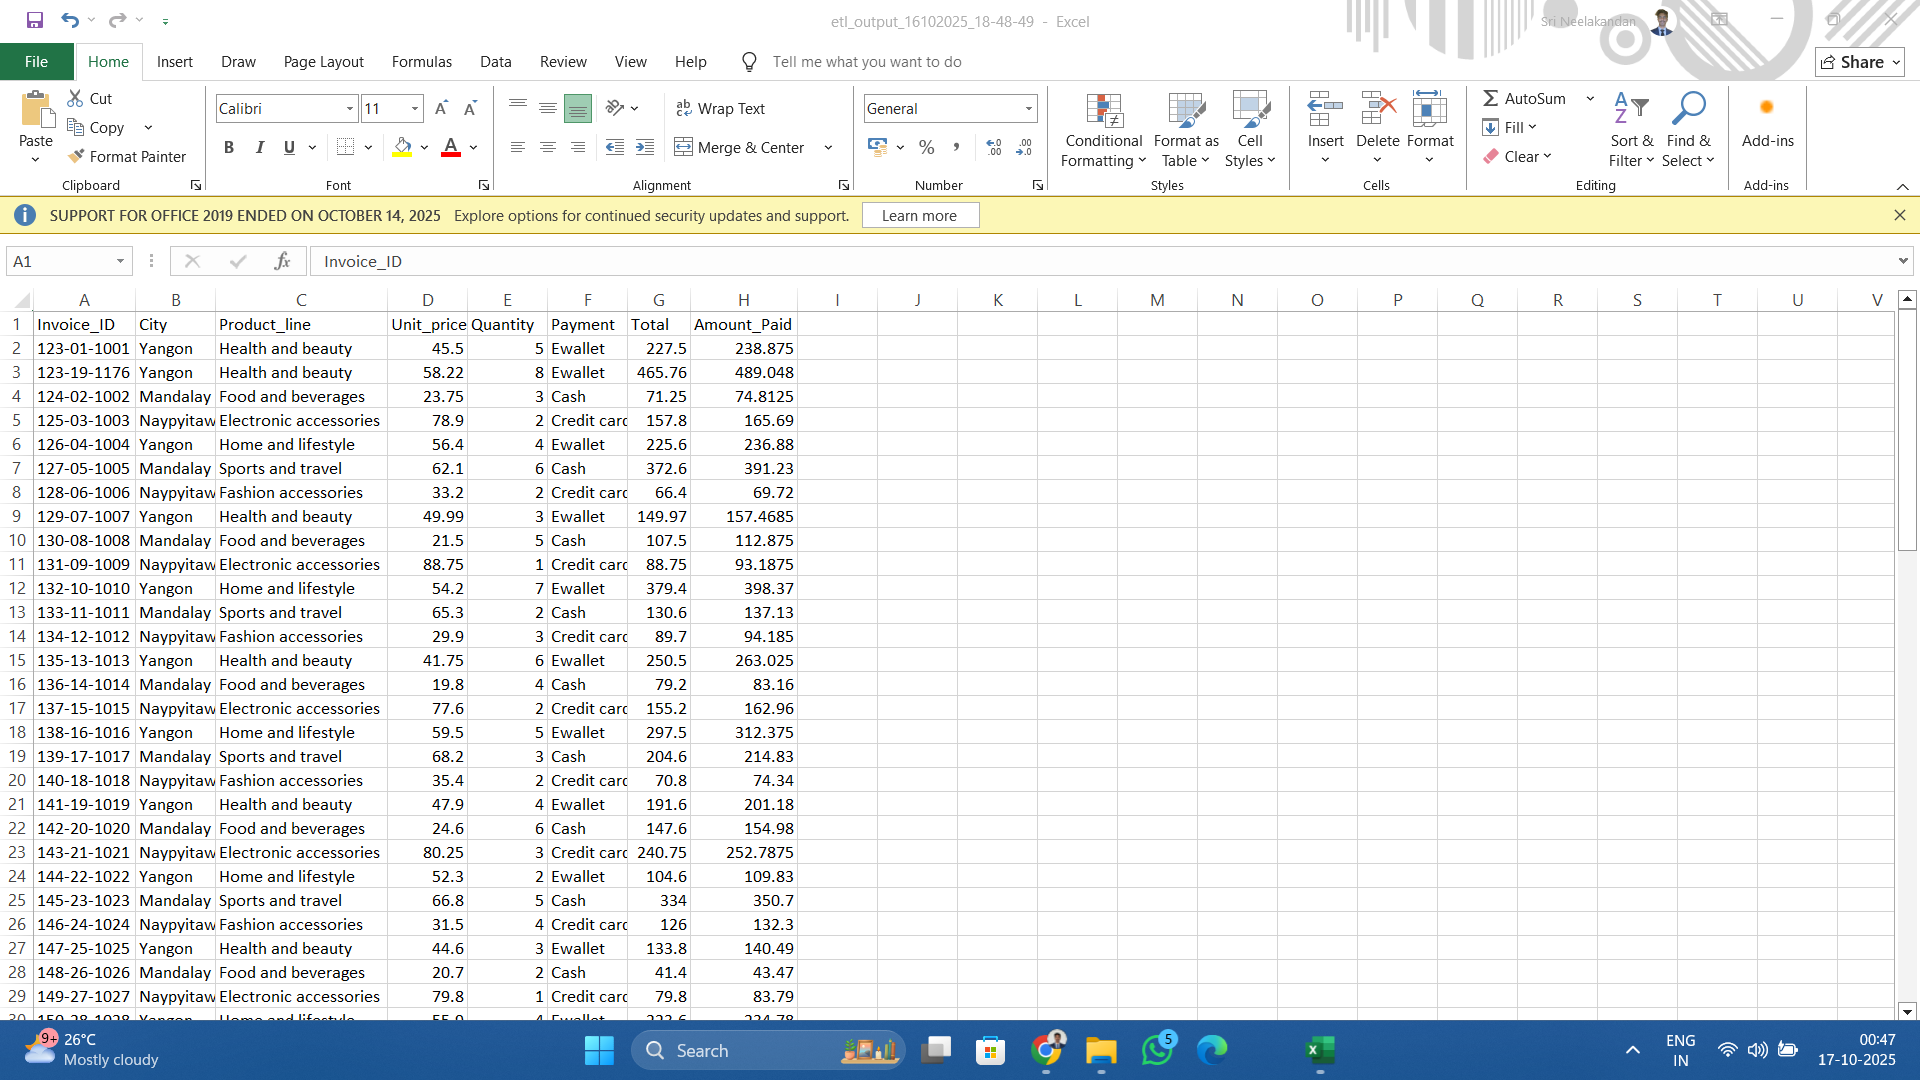 etl_output_16102025_18-48-49 - Excel
Sri Neelakandan
File Home Insert Draw Page Layout Formulas Data Review View Help Tell me what you want to do Share
Cut
Copy
Format Painter
Paste
Clipboard
Calibri 11
B I U
Font
Wrap Text
Merge & Center
Alignment
General
Number
Conditional Formatting
Format as Table
Cell Styles
Styles
Insert Delete Format
Cells
AutoSum
Fill
Clear
Sort & Filter
Find & Select
Editing
Add-ins
Add-ins
SUPPORT FOR OFFICE 2019 ENDED ON OCTOBER 14, 2025 Explore options for continued security updates and support. Learn more
A1 fx Invoice_ID
A B C D E F G H I J K L M N O P Q R S T U V
1 Invoice_ID City Product_line Unit_price Quantity Payment Total Amount_Paid
2 123-01-1001 Yangon Health and beauty 45.5 5 Ewallet 227.5 238.875
3 123-19-1176 Yangon Health and beauty 58.22 8 Ewallet 465.76 489.048
4 124-02-1002 Mandalay Food and beverages 23.75 3 Cash 71.25 74.8125
5 125-03-1003 Naypyitaw Electronic accessories 78.9 2 Credit card 157.8 165.69
6 126-04-1004 Yangon Home and lifestyle 56.4 4 Ewallet 225.6 236.88
7 127-05-1005 Mandalay Sports and travel 62.1 6 Cash 372.6 391.23
8 128-06-1006 Naypyitaw Fashion accessories 33.2 2 Credit card 66.4 69.72
9 129-07-1007 Yangon Health and beauty 49.99 3 Ewallet 149.97 157.4685
10 130-08-1008 Mandalay Food and beverages 21.5 5 Cash 107.5 112.875
11 131-09-1009 Naypyitaw Electronic accessories 88.75 1 Credit card 88.75 93.1875
12 132-10-1010 Yangon Home and lifestyle 54.2 7 Ewallet 379.4 398.37
13 133-11-1011 Mandalay Sports and travel 65.3 2 Cash 130.6 137.13
14 134-12-1012 Naypyitaw Fashion accessories 29.9 3 Credit card 89.7 94.185
15 135-13-1013 Yangon Health and beauty 41.75 6 Ewallet 250.5 263.025
16 136-14-1014 Mandalay Food and beverages 19.8 4 Cash 79.2 83.16
17 137-15-1015 Naypyitaw Electronic accessories 77.6 2 Credit card 155.2 162.96
18 138-16-1016 Yangon Home and lifestyle 59.5 5 Ewallet 297.5 312.375
19 139-17-1017 Mandalay Sports and travel 68.2 3 Cash 204.6 214.83
20 140-18-1018 Naypyitaw Fashion accessories 35.4 2 Credit card 70.8 74.34
21 141-19-1019 Yangon Health and beauty 47.9 4 Ewallet 191.6 201.18
22 142-20-1020 Mandalay Food and beverages 24.6 6 Cash 147.6 154.98
23 143-21-1021 Naypyitaw Electronic accessories 80.25 3 Credit card 240.75 252.7875
24 144-22-1022 Yangon Home and lifestyle 52.3 2 Ewallet 104.6 109.83
25 145-23-1023 Mandalay Sports and travel 66.8 5 Cash 334 350.7
26 146-24-1024 Naypyitaw Fashion accessories 31.5 4 Credit card 126 132.3
27 147-25-1025 Yangon Health and beauty 44.6 3 Ewallet 133.8 140.49
28 148-26-1026 Mandalay Food and beverages 20.7 2 Cash 41.4 43.47
29 149-27-1027 Naypyitaw Electronic accessories 79.8 1 Credit card 79.8 83.79
9+ 26°C
Mostly cloudy
Search
5
ENG
IN
00:47
17-10-2025